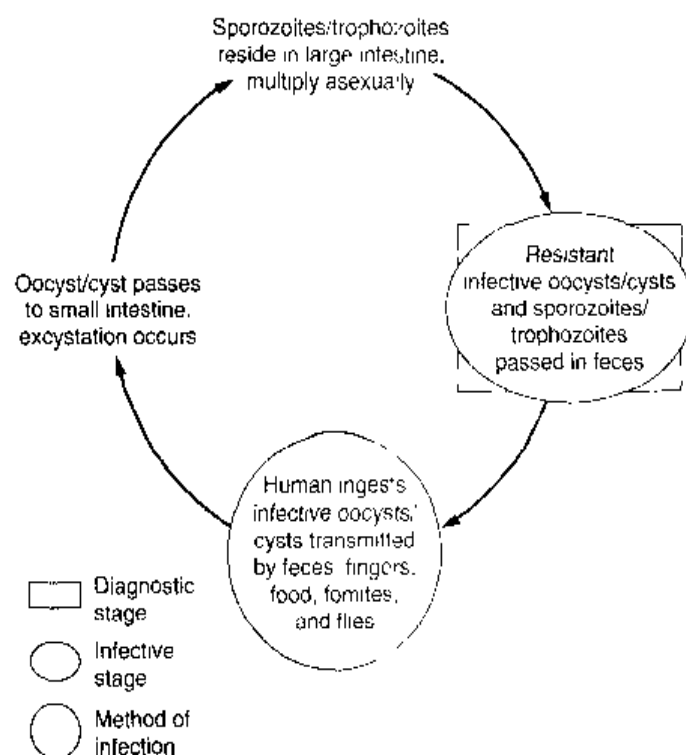 Sporozoites/trophozoites
reside in large intestine,
multiply asexually
Resistant
infective oocysts/cysts
and sporozoites/
trophozoites
passed in feces
Oocyst/cyst passes
to small intestine,
excystation occurs
Human ingests
infective oocysts/
cysts transmitted
by feces, fingers,
food, fomites,
and flies
Diagnostic
stage
Infective
stage
Method of
infection